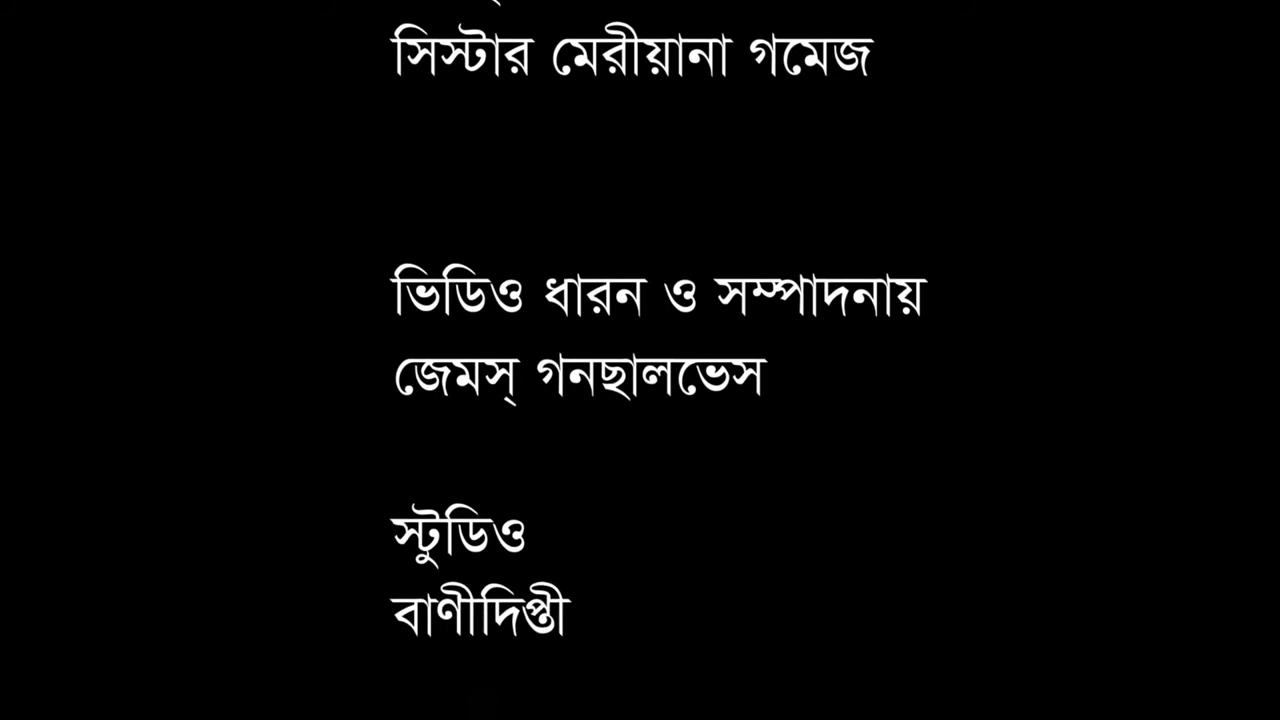 সিস্টার মেরীয়ানা গমেজ
ভিডিও ধারন ও সম্পাদনায়
জেমস্ গনছালভেস
স্টুডিও
বাণীদিপ্তী